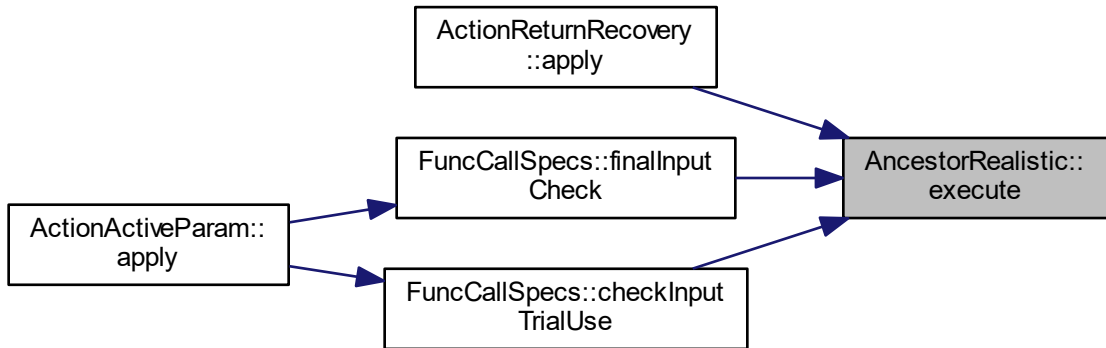 ActionReturnRecovery
::apply
FuncCallSpecs::finalInput
Check
AncestorRealistic::
execute
ActionActiveParam::
apply
FuncCallSpecs::checkInput
TrialUse